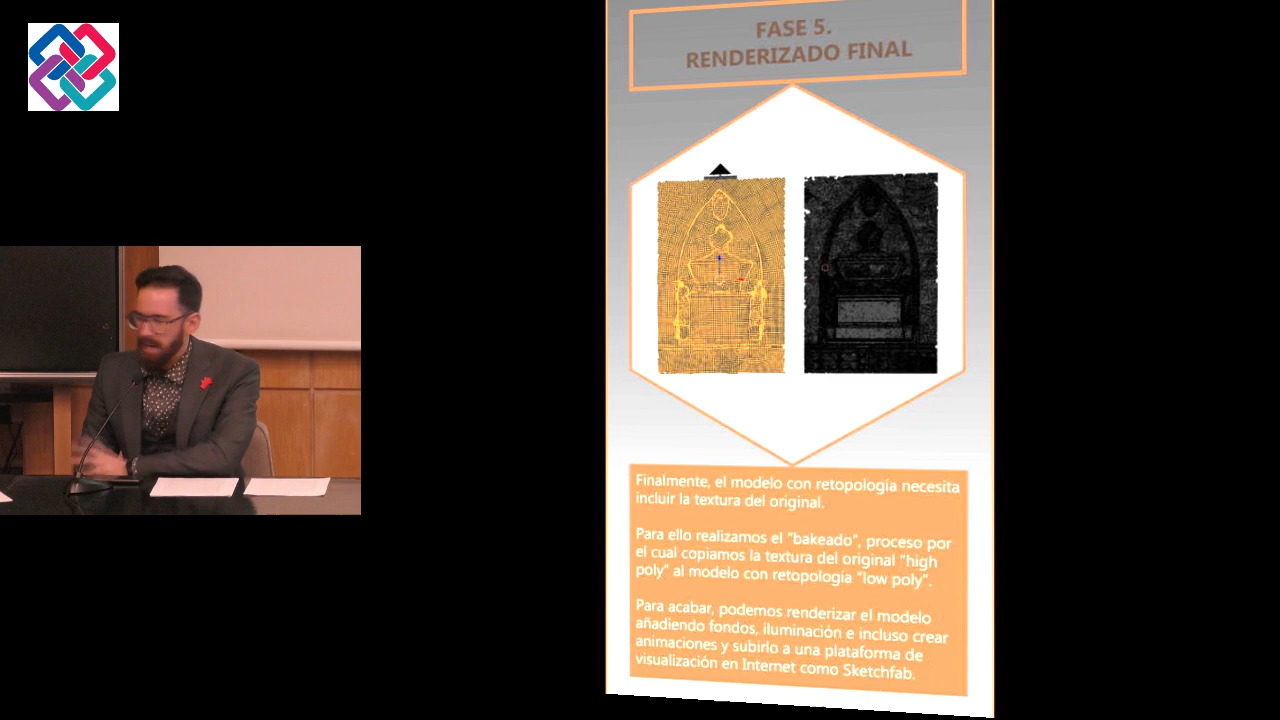 FASE 5.
RENDERIZADO FINAL
Finalmente, el modelo con retopología necesita
incluir la textura del original.
Para ello realizamos el "bakeado", proceso por
el cual copiamos la textura del original "high
poly" al modelo con retopología "low poly".
Para acabar, podemos renderizar el modelo
añadiendo fondos, iluminación e incluso crear
animaciones y subirlo a una plataforma de
visualización en Internet como Sketchfab.